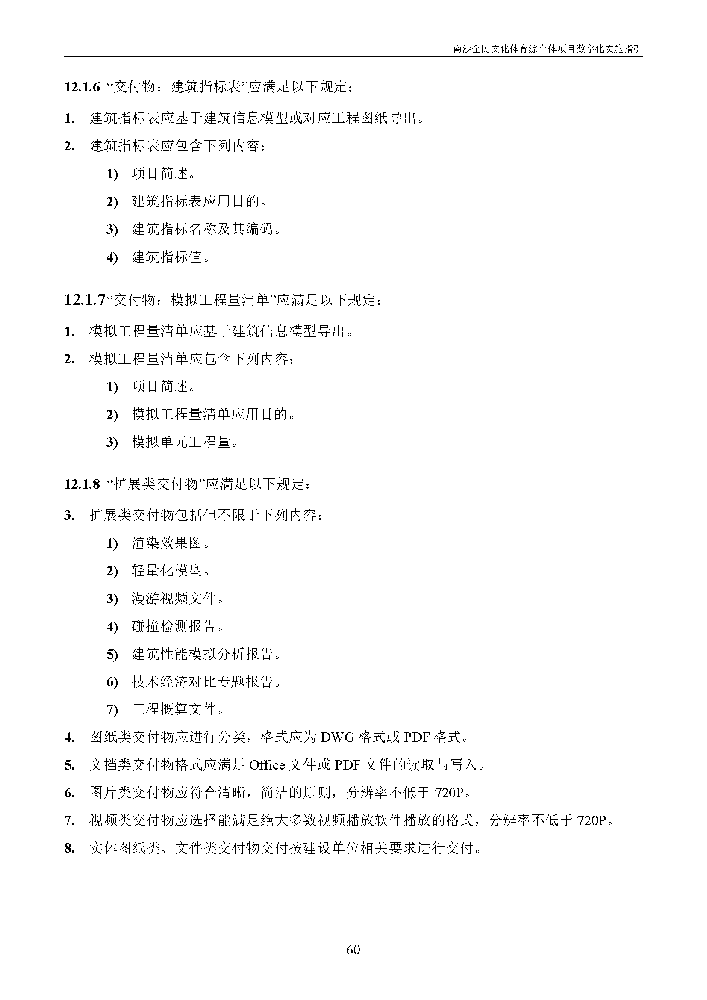 南沙全民文化体育综合体项目数字化实施指引
12.1.6 “交付物：建筑指标表”应满足以下规定：
1. 建筑指标表应基于建筑信息模型或对应工程图纸导出。
2. 建筑指标表应包含下列内容：
1) 项目简述。
2) 建筑指标表应用目的。
3) 建筑指标名称及其编码。
4) 建筑指标值。
12.1.7“交付物：模拟工程量清单”应满足以下规定：
1. 模拟工程量清单应基于建筑信息模型导出。
2. 模拟工程量清单应包含下列内容：
1) 项目简述。
2) 模拟工程量清单应用目的。
3) 模拟单元工程量。
12.1.8 “扩展类交付物”应满足以下规定：
3. 扩展类交付物包括但不限于下列内容：
1) 渲染效果图。
2) 轻量化模型。
3) 漫游视频文件。
4) 碰撞检测报告。
5) 建筑性能模拟分析报告。
6) 技术经济对比专题报告。
7) 工程概算文件。
4. 图纸类交付物应进行分类，格式应为 DWG 格式或 PDF 格式。
5. 文档类交付物格式应满足 Office 文件或 PDF 文件的读取与写入。
6. 图片类交付物应符合清晰，简洁的原则，分辨率不低于 720P。
7. 视频类交付物应选择能满足绝大多数视频播放软件播放的格式，分辨率不低于 720P。
8. 实体图纸类、文件类交付物交付按建设单位相关要求进行交付。
60